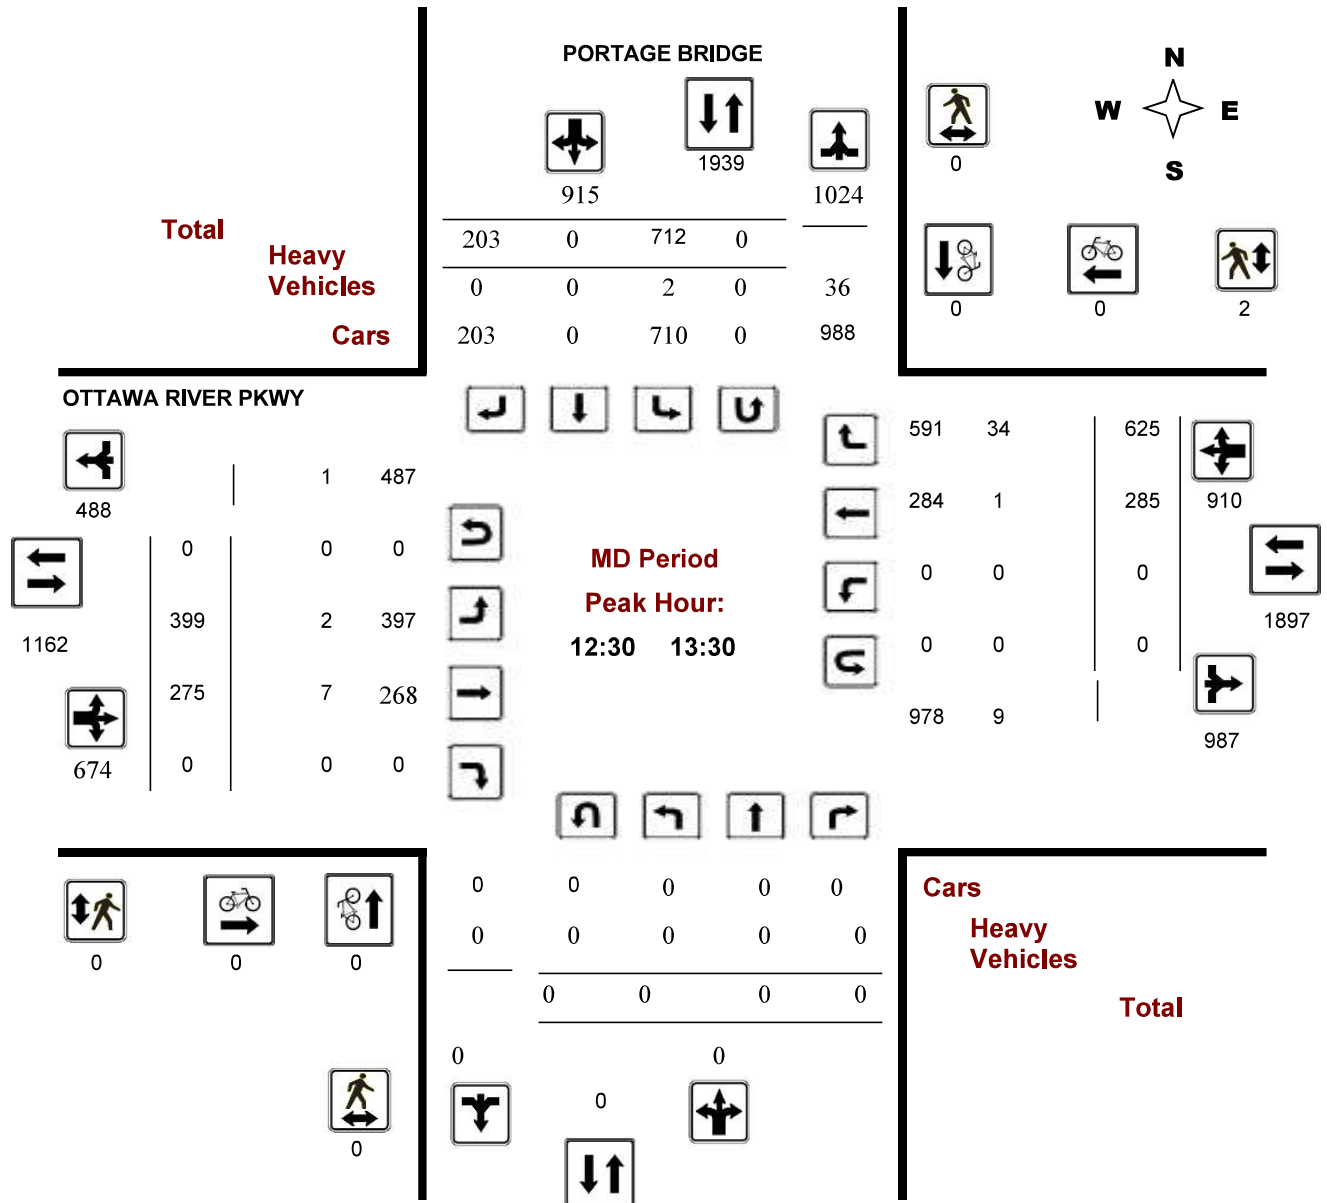 PORTAGE BRIDGE
N
W E
S
1939
0
915 1024
Total
203 0 712 0
Heavy
Vehicles
0 0 2 0 36
0 0 2
Cars
203 0 710 0 988
OTTAWA RIVER PKWY
591 34 625
1 487
488
284 1 285 910
0 0 0
MD Period
0 0 0
Peak Hour:
399 2 397
1162
12:30 13:30
0 0 0
1897
275 7 268
978 9
987
674
0 0 0
0 0 0 0 0
Cars
0 0 0 0 0
Heavy
Vehicles
0 0 0
0 0 0 0
Total
0 0
0
0